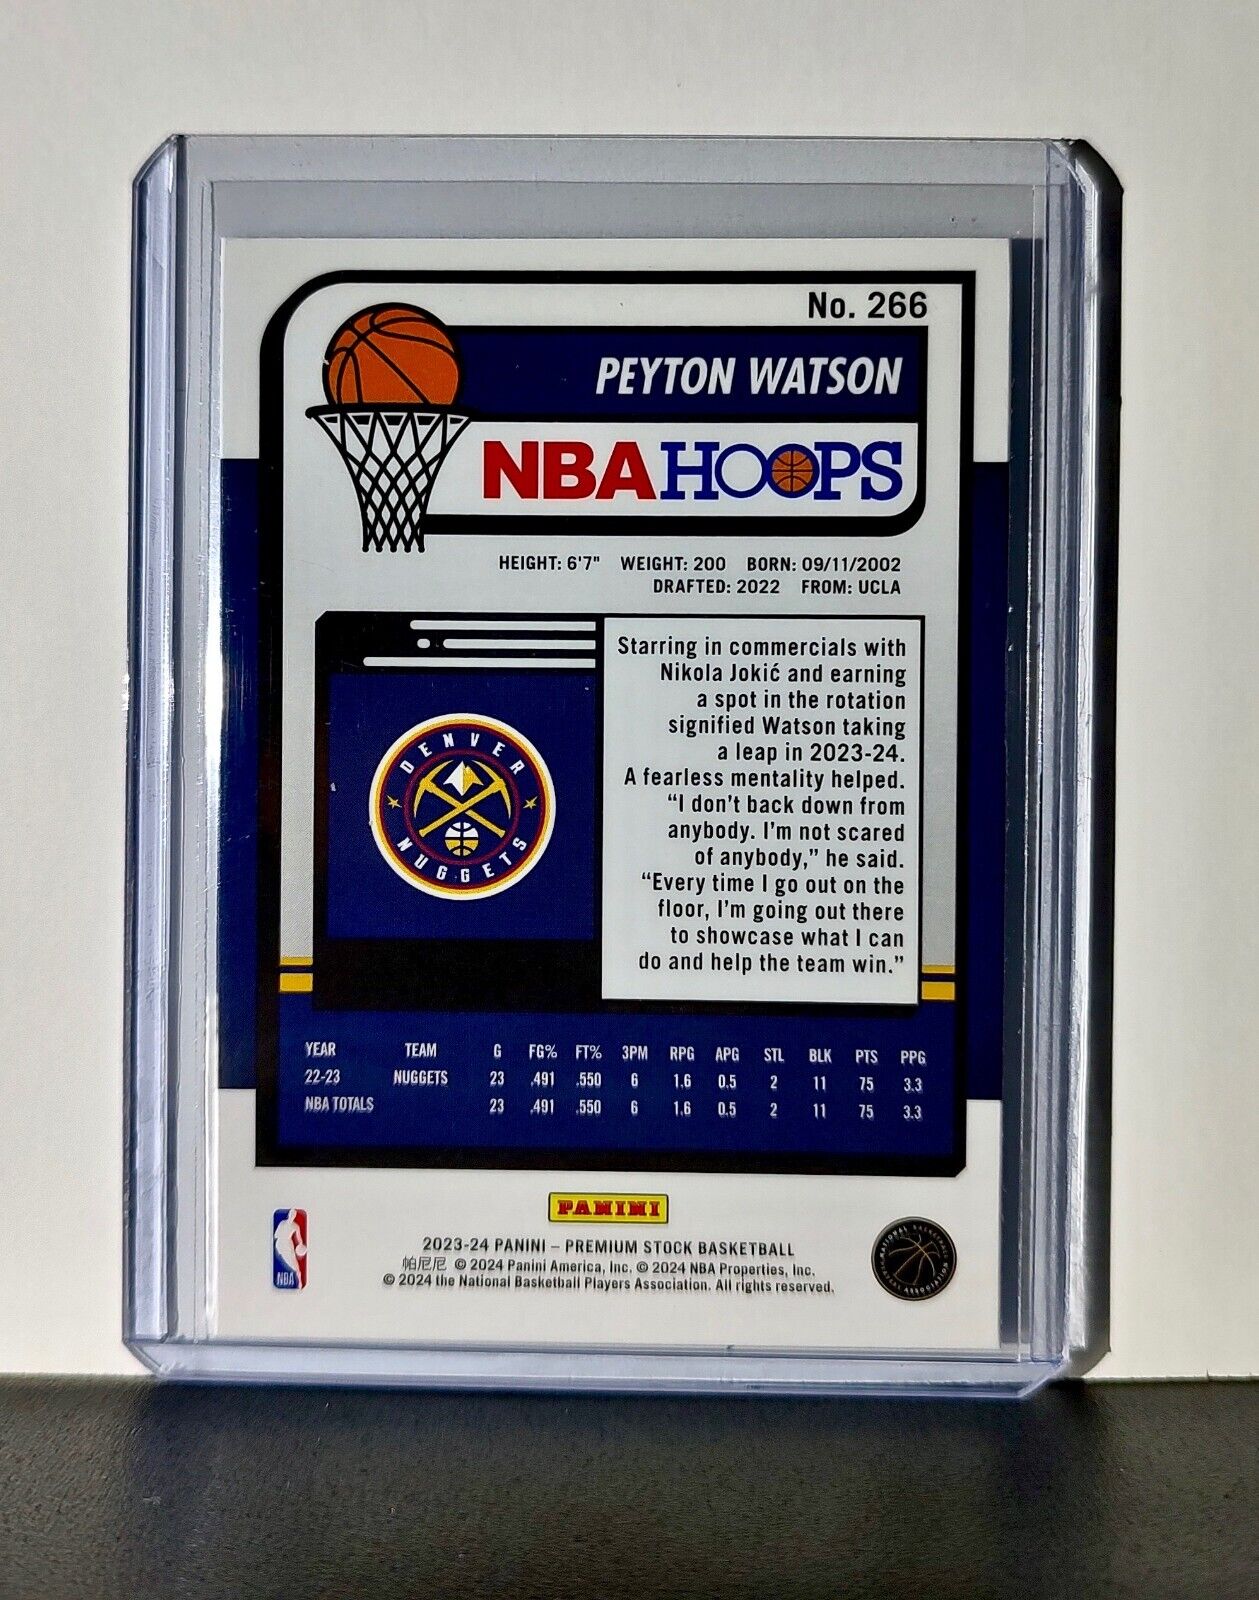 No. 266
PEYTON WATSON
NBA HOOPS
HEIGHT: 6'7" WEIGHT: 200 BORN: 09/11/2002
DRAFTED: 2022 FROM: UCLA
Starring in commercials with
Nikola Jokić and earning
a spot in the rotation
signified Watson taking
a leap in 2023-24.
A fearless mentality helped.
“I don’t back down from
anybody. I’m not scared
of anybody,” he said.
“Every time I go out on the
floor, I’m going out there
to showcase what I can
do and help the team win.”
DENVER
NUGGETS
YEAR TEAM G FG% FT% 3PM RPG APG STL BLK PTS PPG
22-23 NUGGETS 23 .491 .550 6 1.6 0.5 2 11 75 3.3
NBA TOTALS 23 .491 .550 6 1.6 0.5 2 11 75 3.3
PANINI
2023-24 PANINI – PREMIUM STOCK BASKETBALL
帕尼尼 © 2024 Panini America, Inc. © 2024 NBA Properties, Inc.
© 2024 the National Basketball Players Association. All rights reserved.
NBA
NATIONAL BASKETBALL
PLAYERS ASSOCIATION